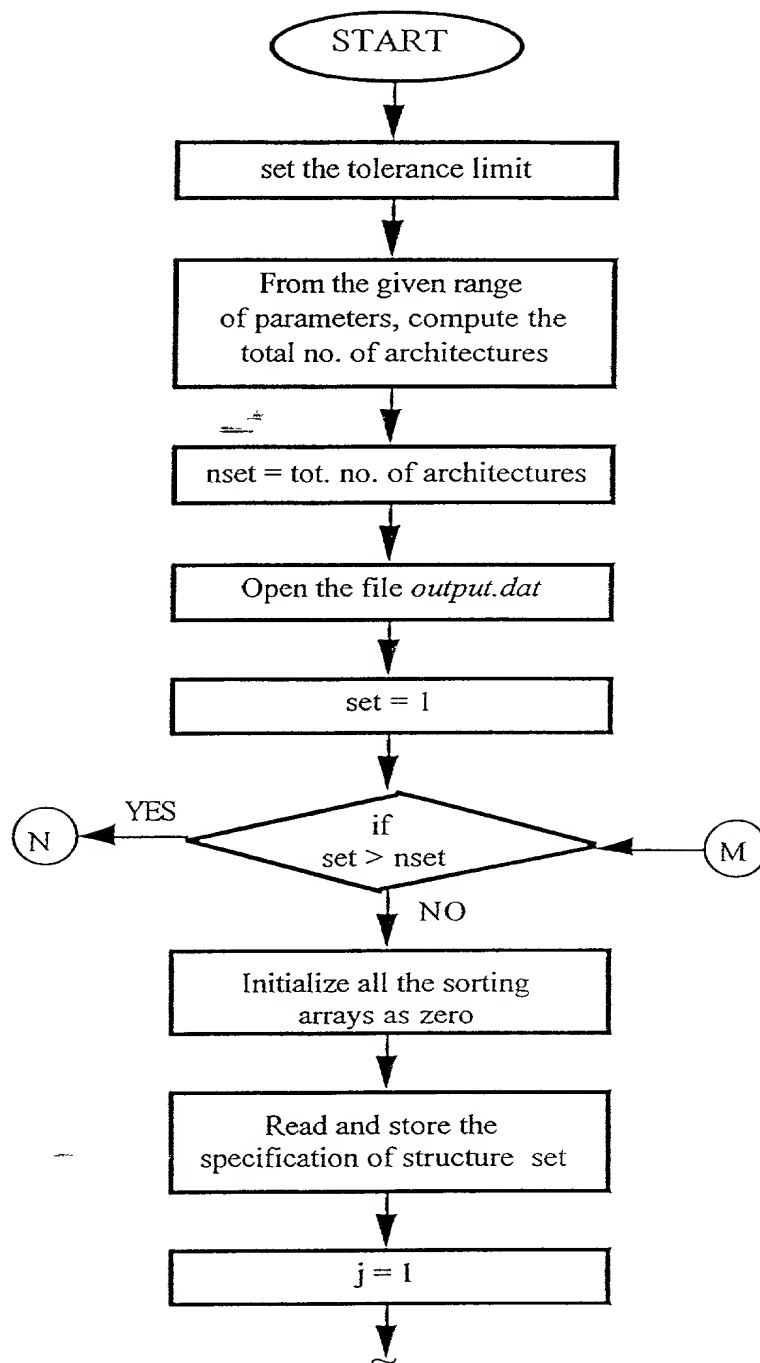 START
set the tolerance limit
From the given range
of parameters, compute the
total no. of architectures
nset = tot. no. of architectures
Open the file output.dat
set = 1
YES
if
N
set > nset
M
NO
Initialize all the sorting
arrays as zero
Read and store the
specification of structure set
j = 1
~